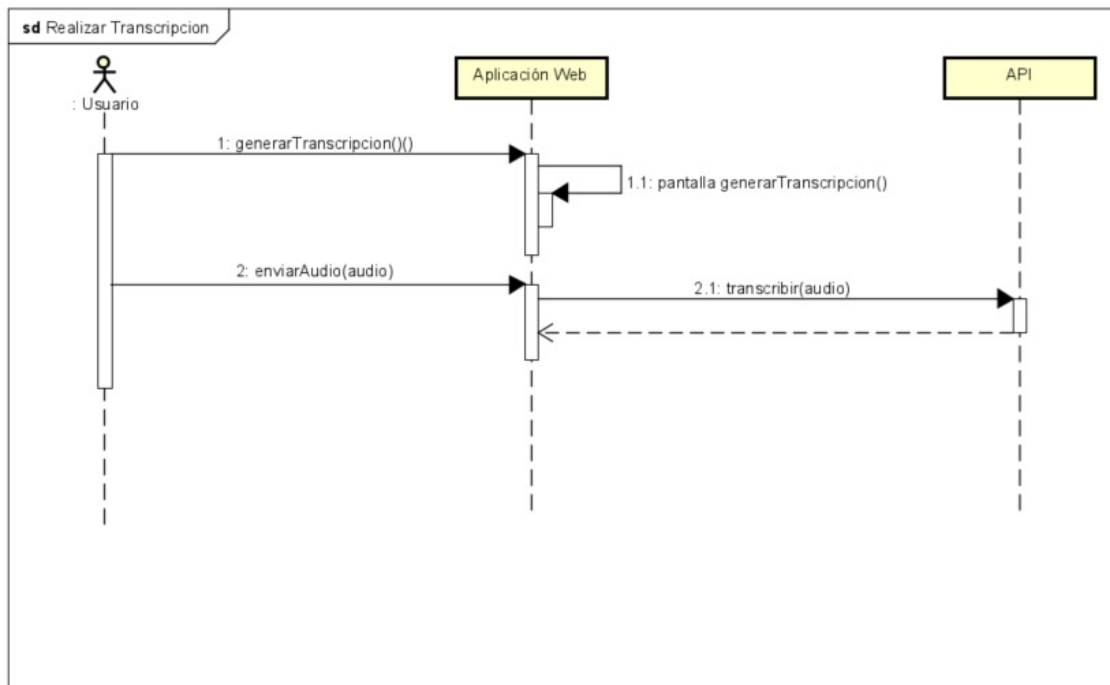 sd Realizar Transcripcion
: Usuario
Aplicación Web
API
1: generarTranscripcion()()
1.1: pantalla generarTranscripcion()
2: enviarAudio(audio)
2.1: transcribir(audio)